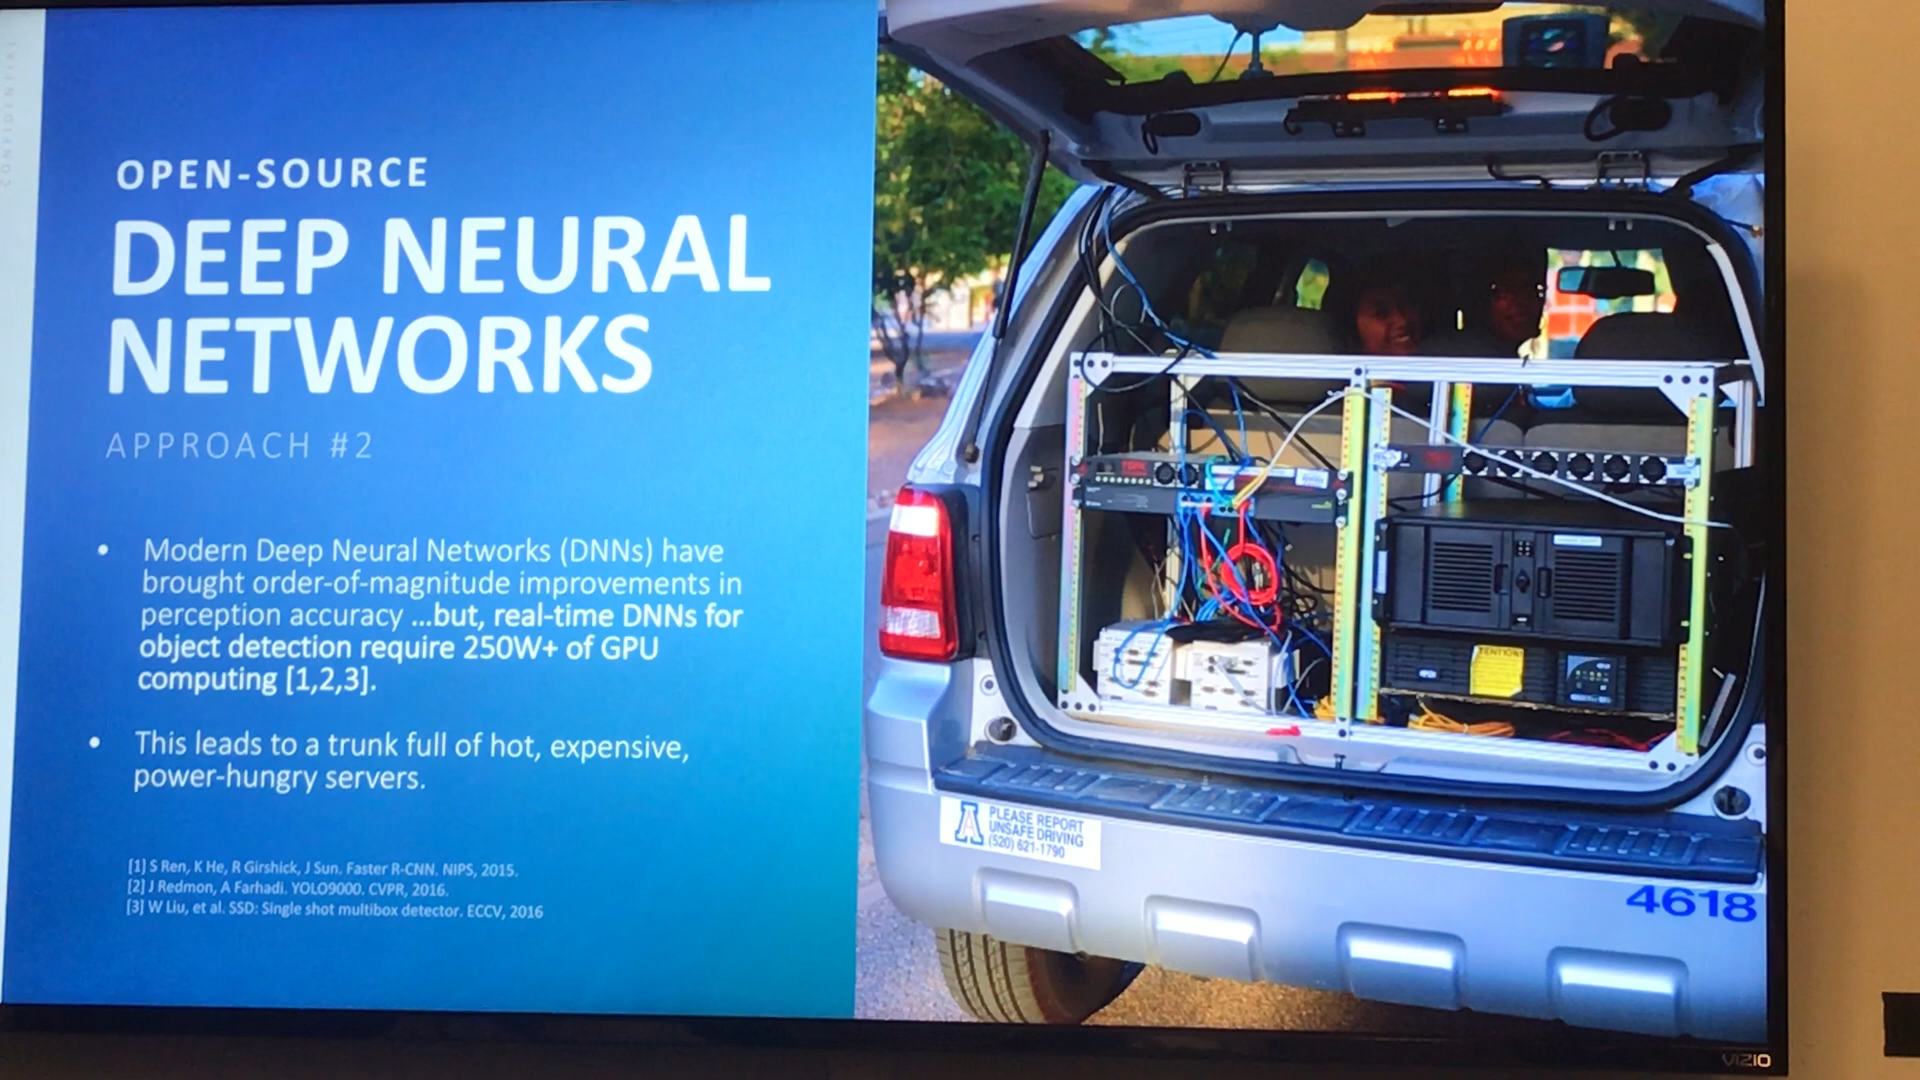 CONFIDENTIAL
OPEN-SOURCE
DEEP NEURAL
NETWORKS
APPROACH #2
• Modern Deep Neural Networks (DNNs) have
brought order-of-magnitude improvements in
perception accuracy ...but, real-time DNNs for
object detection require 250W+ of GPU
computing [1,2,3].
• This leads to a trunk full of hot, expensive,
power-hungry servers.
[1] S Ren, K He, R Girshick, J Sun. Faster R-CNN. NIPS, 2015.
[2] J Redmon, A Farhadi. YOLO9000. CVPR, 2016.
[3] W Liu, et al. SSD: Single shot multibox detector. ECCV, 2016
TENTION!
A
PLEASE REPORT
UNSAFE DRIVING
(520) 621-1790
4618
VIZIO